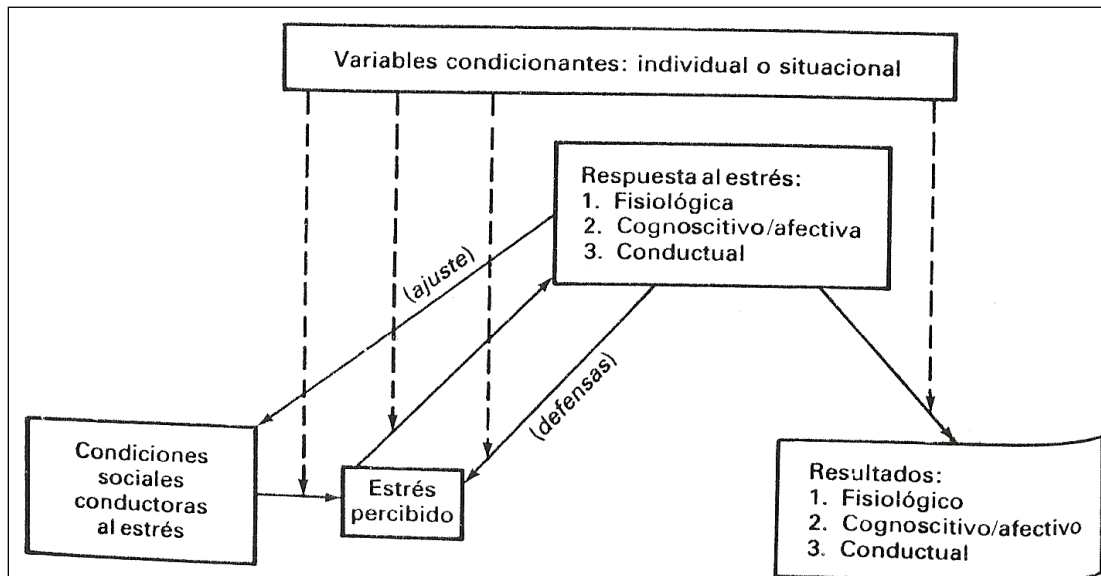 Variables condicionantes: individual o situacional
Respuesta al estrés:
1. Fisiológica
2. Cognoscitivo/afectiva
3. Conductual
(ajuste)
(defensas)
Condiciones
sociales
conductoras
al estrés
Estrés
percibido
Resultados:
1. Fisiológico
2. Cognoscitivo/afectivo
3. Conductual